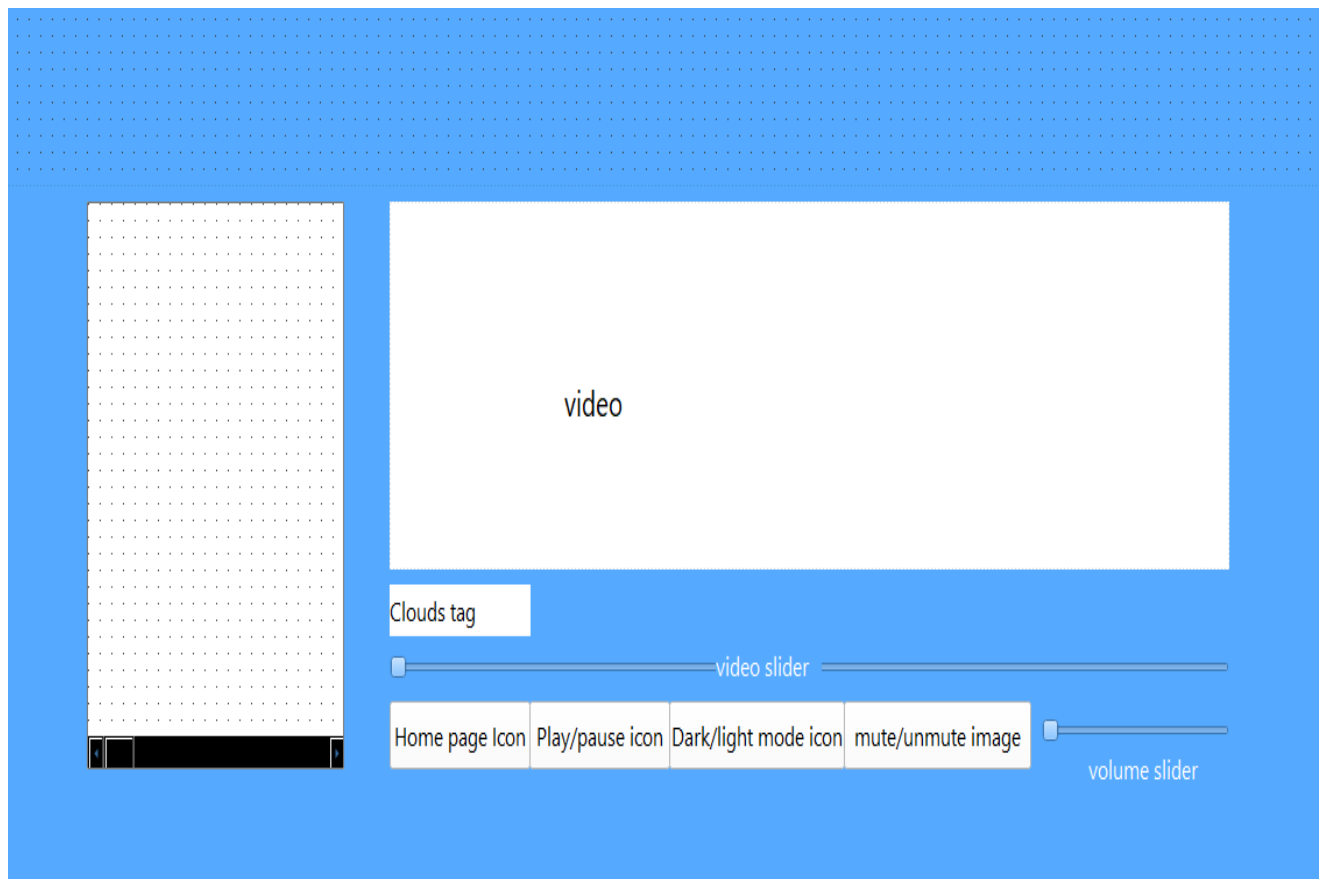 video
Clouds tag
video slider
Home page Icon
Play/pause icon
Dark/light mode icon
mute/unmute image
volume slider